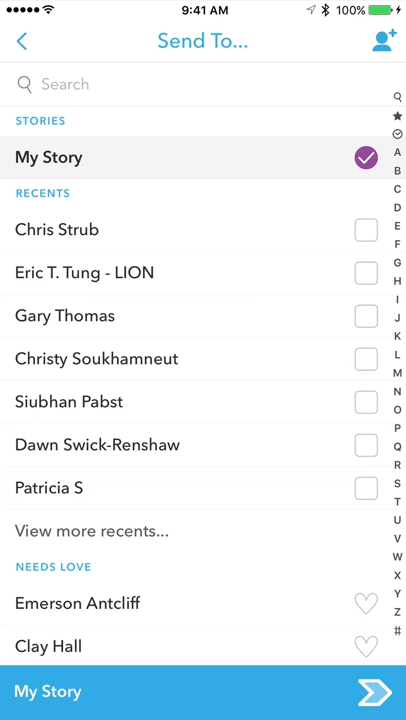 9:41 AM 100%
Send To...
Search
STORIES
My Story
RECENTS
Chris Strub
Eric T. Tung - LION
Gary Thomas
Christy Soukhamneut
Siubhan Pabst
Dawn Swick-Renshaw
Patricia S
View more recents...
NEEDS LOVE
Emerson Antcliff
Clay Hall
My Story
A
B
C
D
E
F
G
H
I
J
K
L
M
N
O
P
Q
R
S
T
U
V
W
X
Y
Z
#